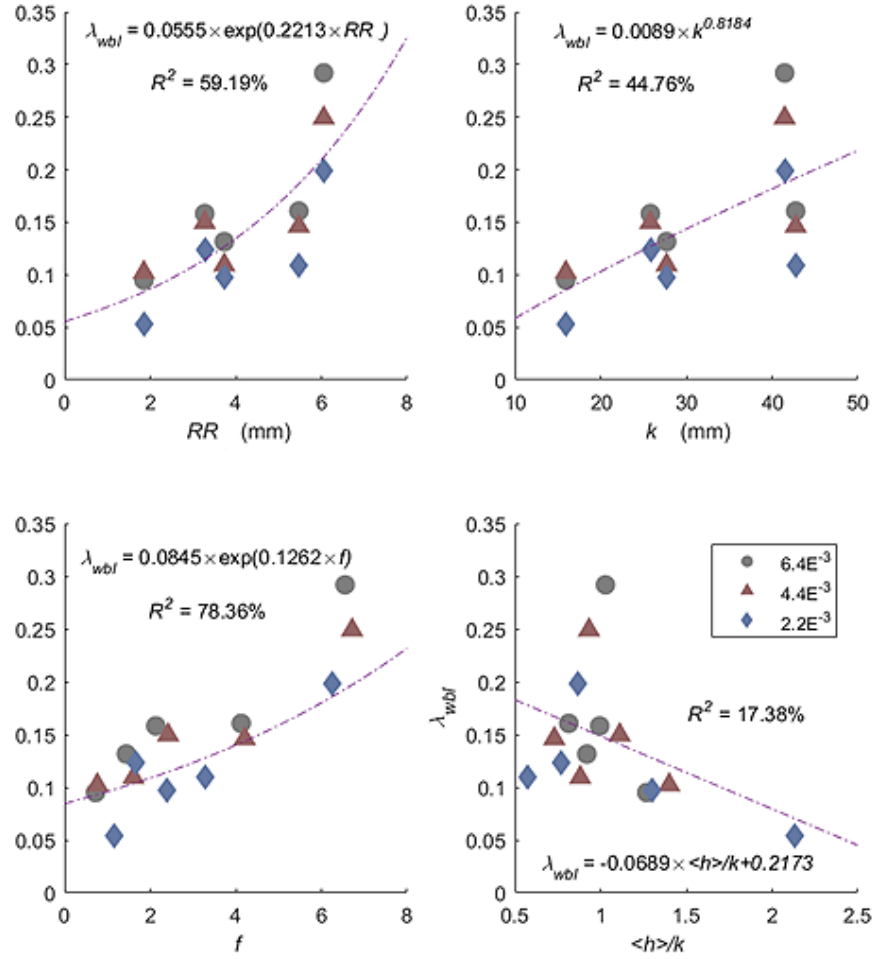 λwbl = 0.0555×exp(0.2213×RR )
R² = 59.19%
0.3
0.25
0.2
0.15
0.1
0.05
0
0 2 4 6 8
RR (mm)
λwbl = 0.0089×k^0.8184
R² = 44.76%
0.3
0.25
0.2
0.15
0.1
0.05
0
10 20 30 40 50
k (mm)
0.35
0.3
0.25
0.2
0.15
0.1
0.05
0
λwbl = 0.0845×exp(0.1262×f)
R² = 78.36%
0 2 4 6 8
f
0.35
0.3
0.25
0.2
0.15
0.1
0.05
0
λwbl
6.4E⁻³
4.4E⁻³
2.2E⁻³
R² = 17.38%
λwbl = -0.0689×<h>/k+0.2173
0.5 1 1.5 2 2.5
<h>/k